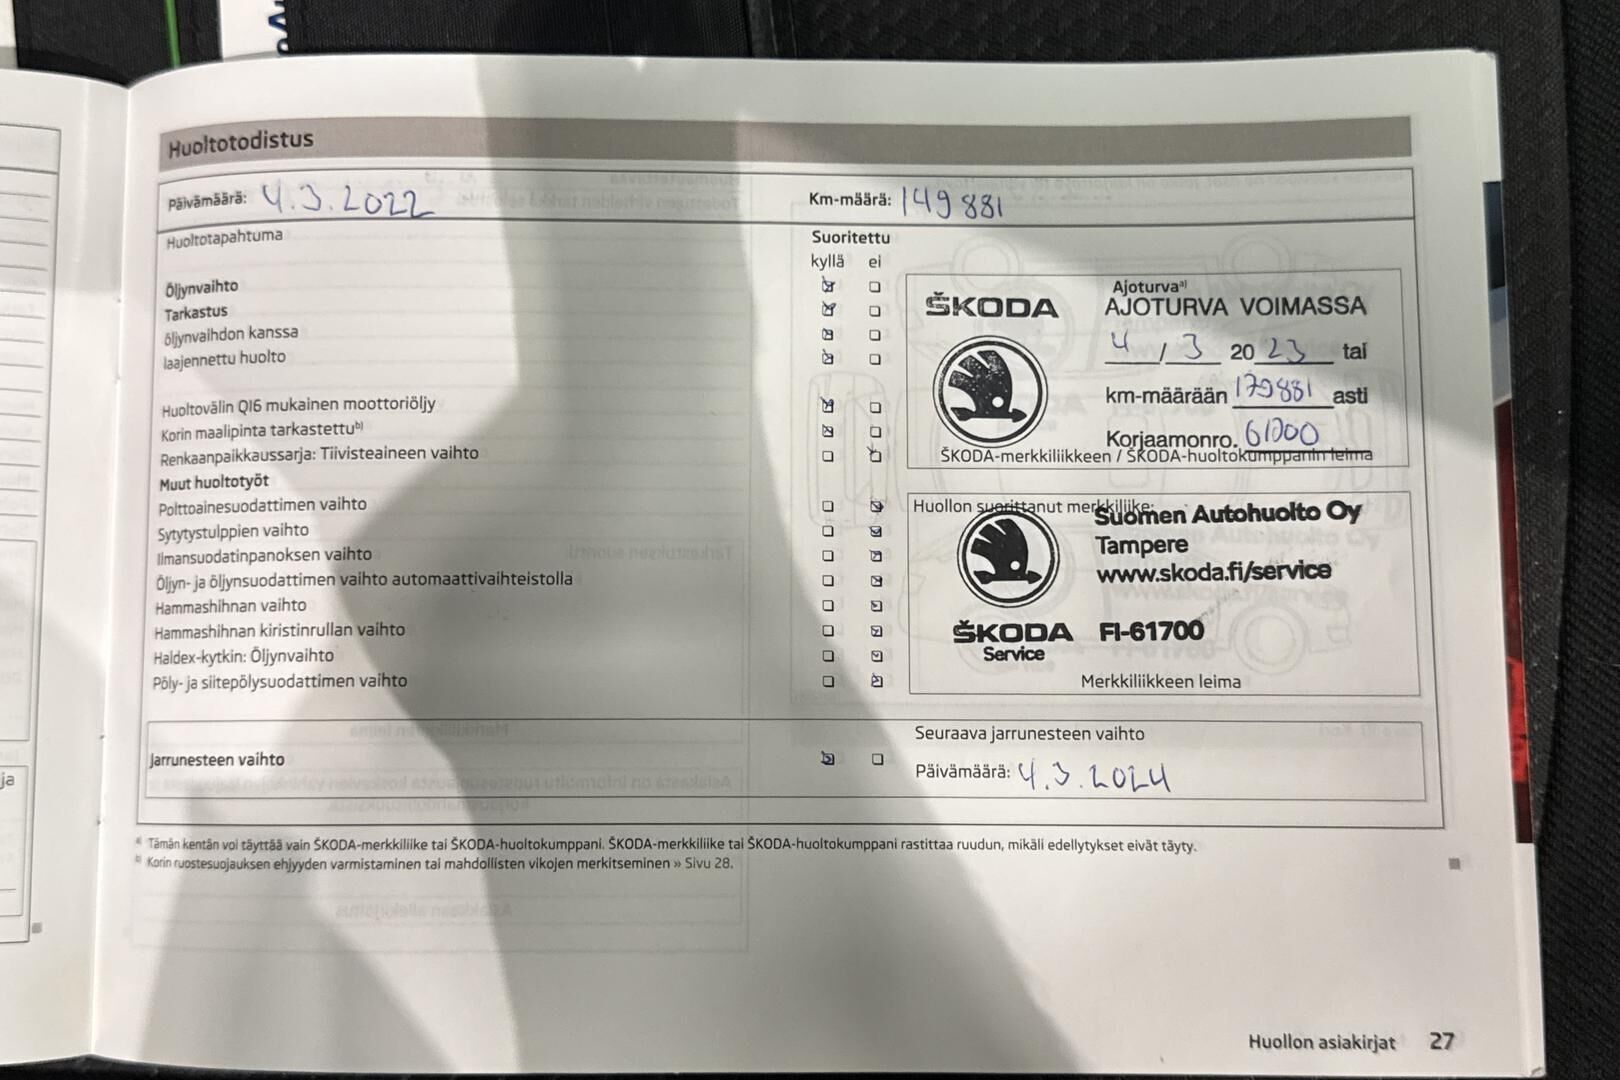 Huoltotodistus
Päivämäärä: 4.3.2022
Km-määrä: 149 881
Huoltotapahtuma
Suoritettu
kyllä ei
Öljynvaihto
Tarkastus
öljynvaihdon kanssa
laajennettu huolto
Huoltovälin QI6 mukainen moottoriöljy
Korin maalipinta tarkastettu b)
Renkaanpaikkaussarja: Tiivisteaineen vaihto
Muut huoltotyöt
Polttoainesuodattimen vaihto
Sytytystulppien vaihto
Ilmansuodatinpanoksen vaihto
Öljyn- ja öljynsuodattimen vaihto automaattivaihteistolla
Hammashihnan vaihto
Hammashihnan kiristinrullan vaihto
Haldex-kytkin: Öljynvaihto
Pöly- ja siitepölysuodattimen vaihto
Ajoturva a)
ŠKODA AJOTURVA VOIMASSA
4 / 3 20 23 tai
km-määrään 179881 asti
Korjaamonro. 61700
ŠKODA-merkkiliikkeen / ŠKODA-huoltokumppanin leima
Huollon suorittanut merkkiliike:
Suomen Autohuolto Oy
Tampere
www.skoda.fi/service
ŠKODA FI-61700
Service
Merkkiliikkeen leima
Jarrunesteen vaihto
Seuraava jarrunesteen vaihto
Päivämäärä: 4.3.2024
a) Tämän kentän voi täyttää vain ŠKODA-merkkiliike tai ŠKODA-huoltokumppani. ŠKODA-merkkiliike tai ŠKODA-huoltokumppani rastittaa ruudun, mikäli edellytykset eivät täyty.
b) Korin ruostesuojauksen ehjyyden varmistaminen tai mahdollisten vikojen merkitseminen » Sivu 28.
Huollon asiakirjat 27